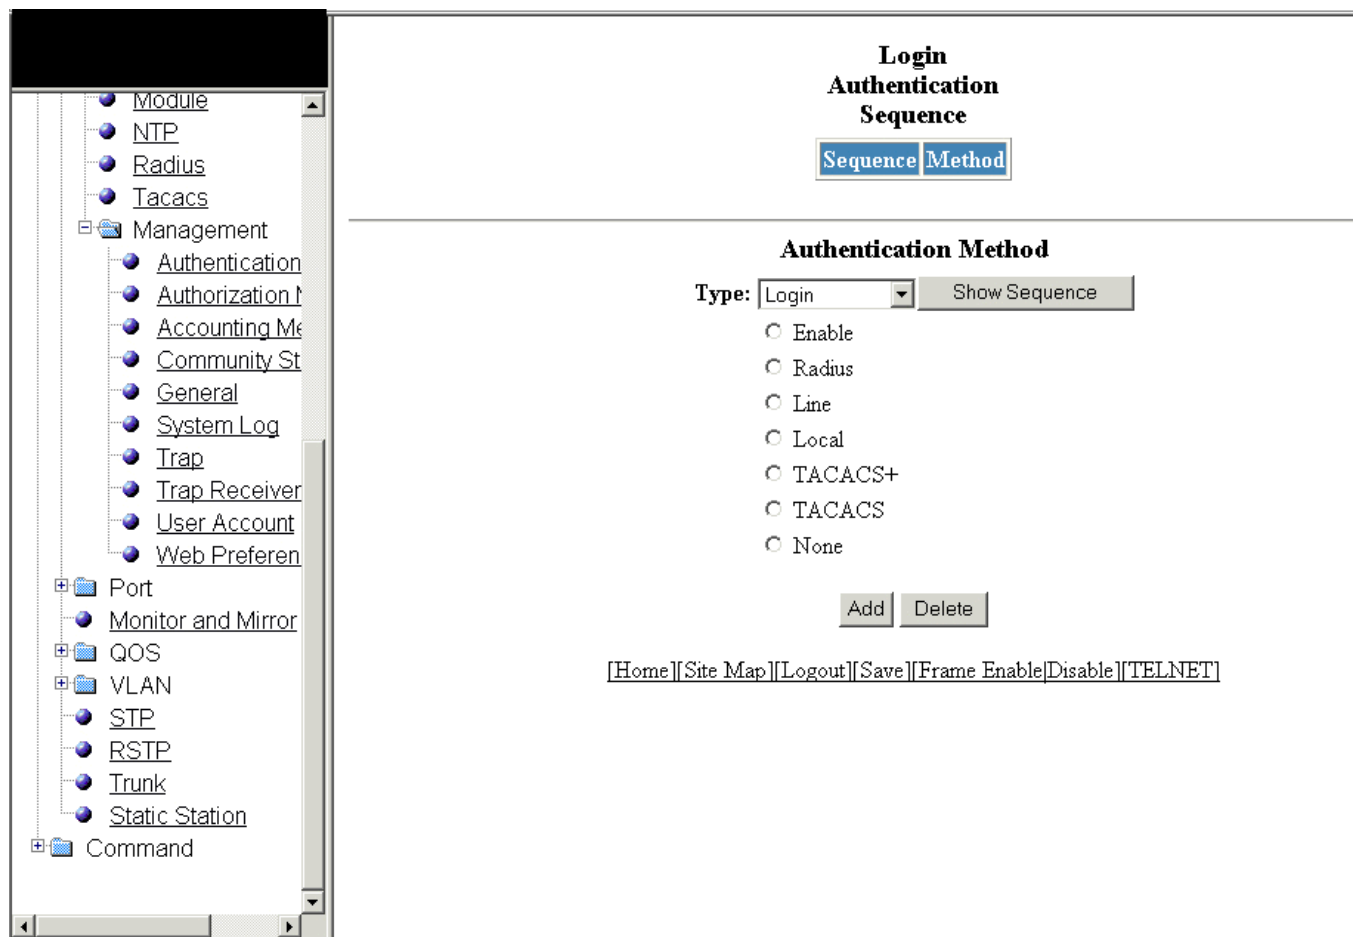 Module
NTP
Radius
Tacacs
Management
Authentication
Authorization
Accounting Me
Community St
General
System Log
Trap
Trap Receiver
User Account
Web Preferen
Port
Monitor and Mirror
QOS
VLAN
STP
RSTP
Trunk
Static Station
Command
Login
Authentication
Sequence
Sequence Method
Authentication Method
Type: Login Show Sequence
Enable
Radius
Line
Local
TACACS+
TACACS
None
Add Delete
[Home][Site Map][Logout][Save][Frame Enable|Disable][TELNET]